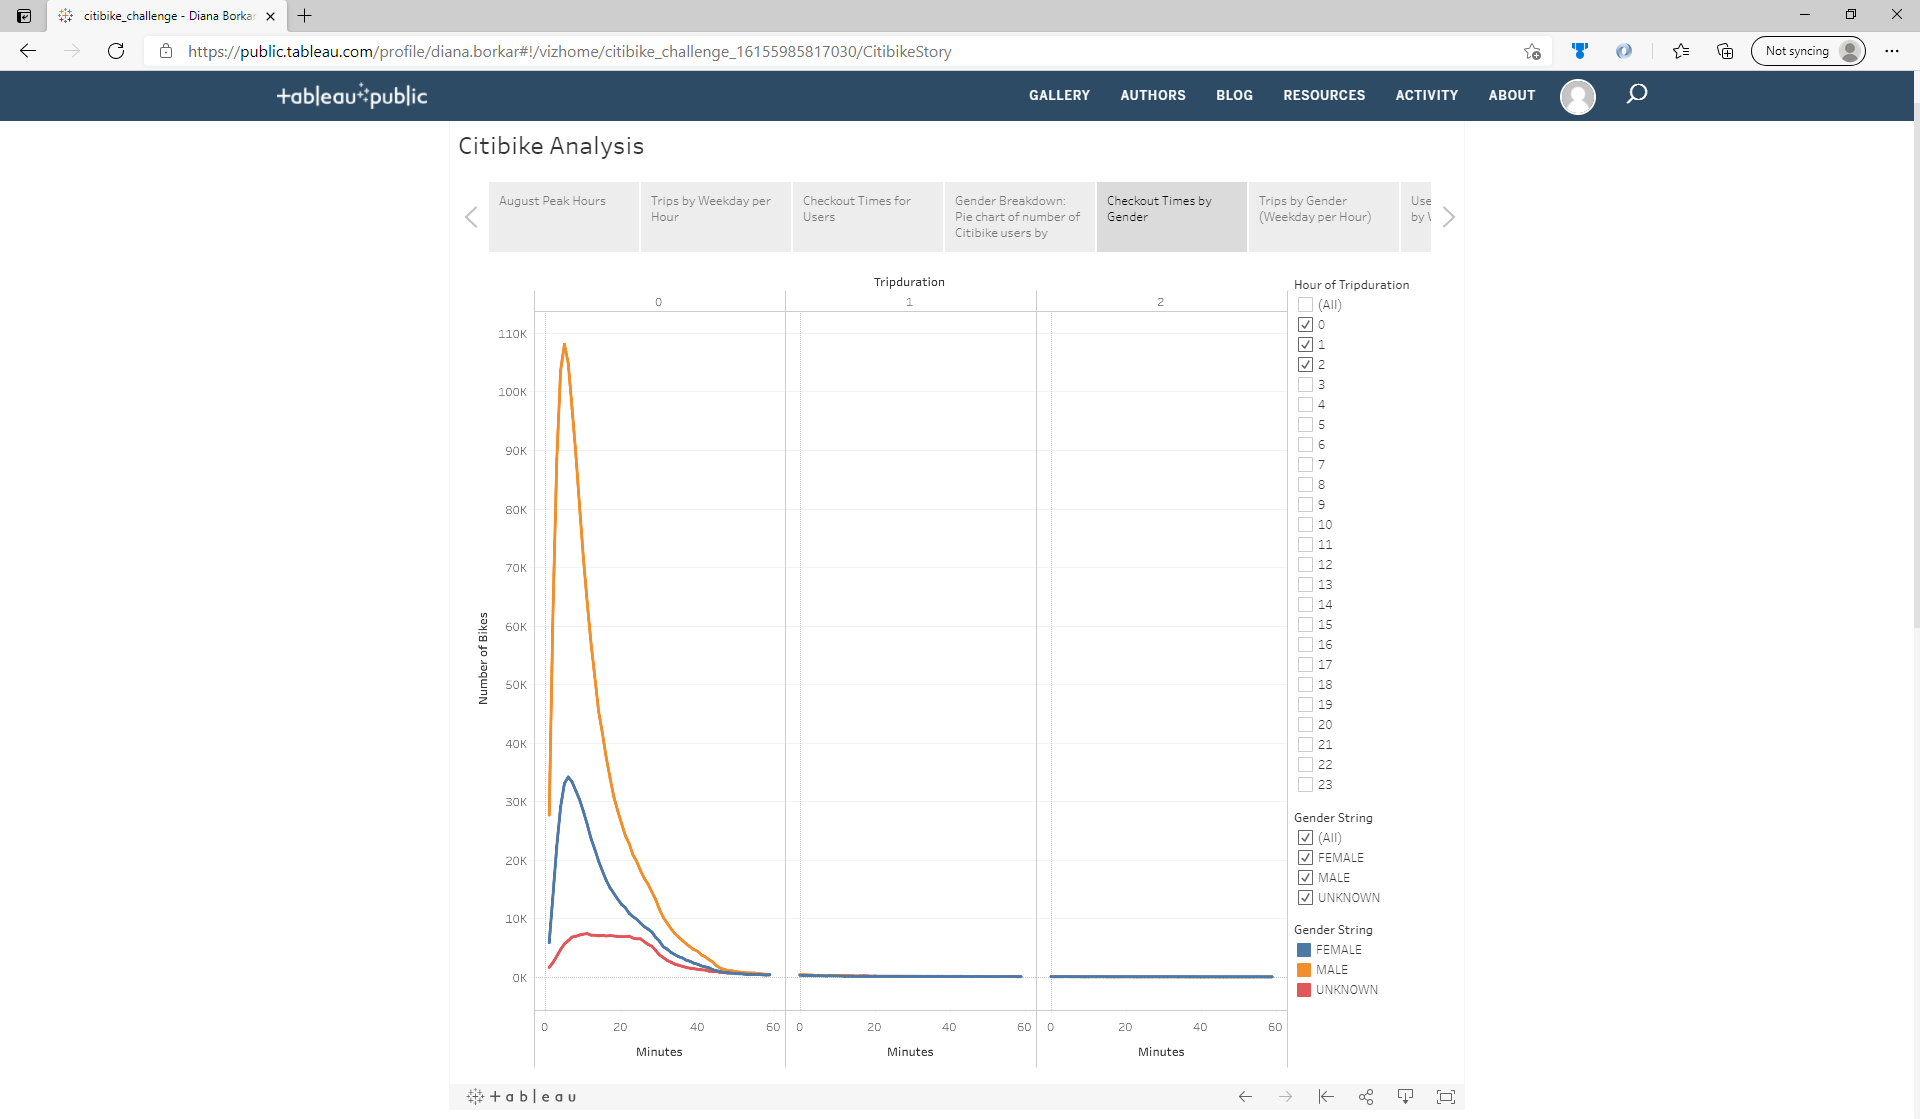 citibike_challenge - Diana Borkar
https://public.tableau.com/profile/diana.borkar#!/vizhome/citibike_challenge_16155985817030/CitibikeStory
Not syncing
+ableau public
GALLERY AUTHORS BLOG RESOURCES ACTIVITY ABOUT
Citibike Analysis
August Peak Hours
Trips by Weekday per
Hour
Checkout Times for
Users
Gender Breakdown:
Pie chart of number of
Citibike users by
Checkout Times by
Gender
Trips by Gender
(Weekday per Hour)
Use
by
Tripduration
0 1 2
Number of Bikes
110K
100K
90K
80K
70K
60K
50K
40K
30K
20K
10K
0K
0 20 40 60 0 20 40 60 0 20 40 60
Minutes Minutes Minutes
Hour of Tripduration
(All)
0
1
2
3
4
5
6
7
8
9
10
11
12
13
14
15
16
17
18
19
20
21
22
23
Gender String
(All)
FEMALE
MALE
UNKNOWN
Gender String
FEMALE
MALE
UNKNOWN
+ableau